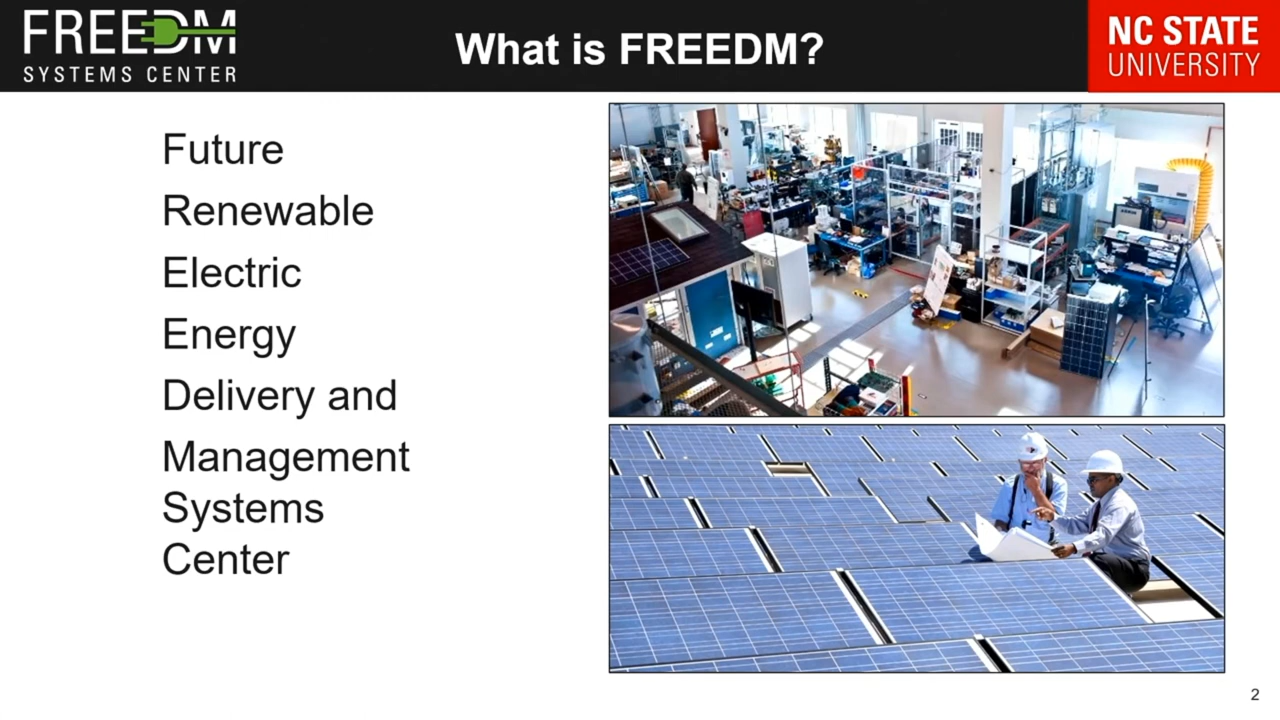 FREEDM
SYSTEMS CENTER
What is FREEDM?
NC STATE
UNIVERSITY
Future
Renewable
Electric
Energy
Delivery and
Management
Systems
Center
2